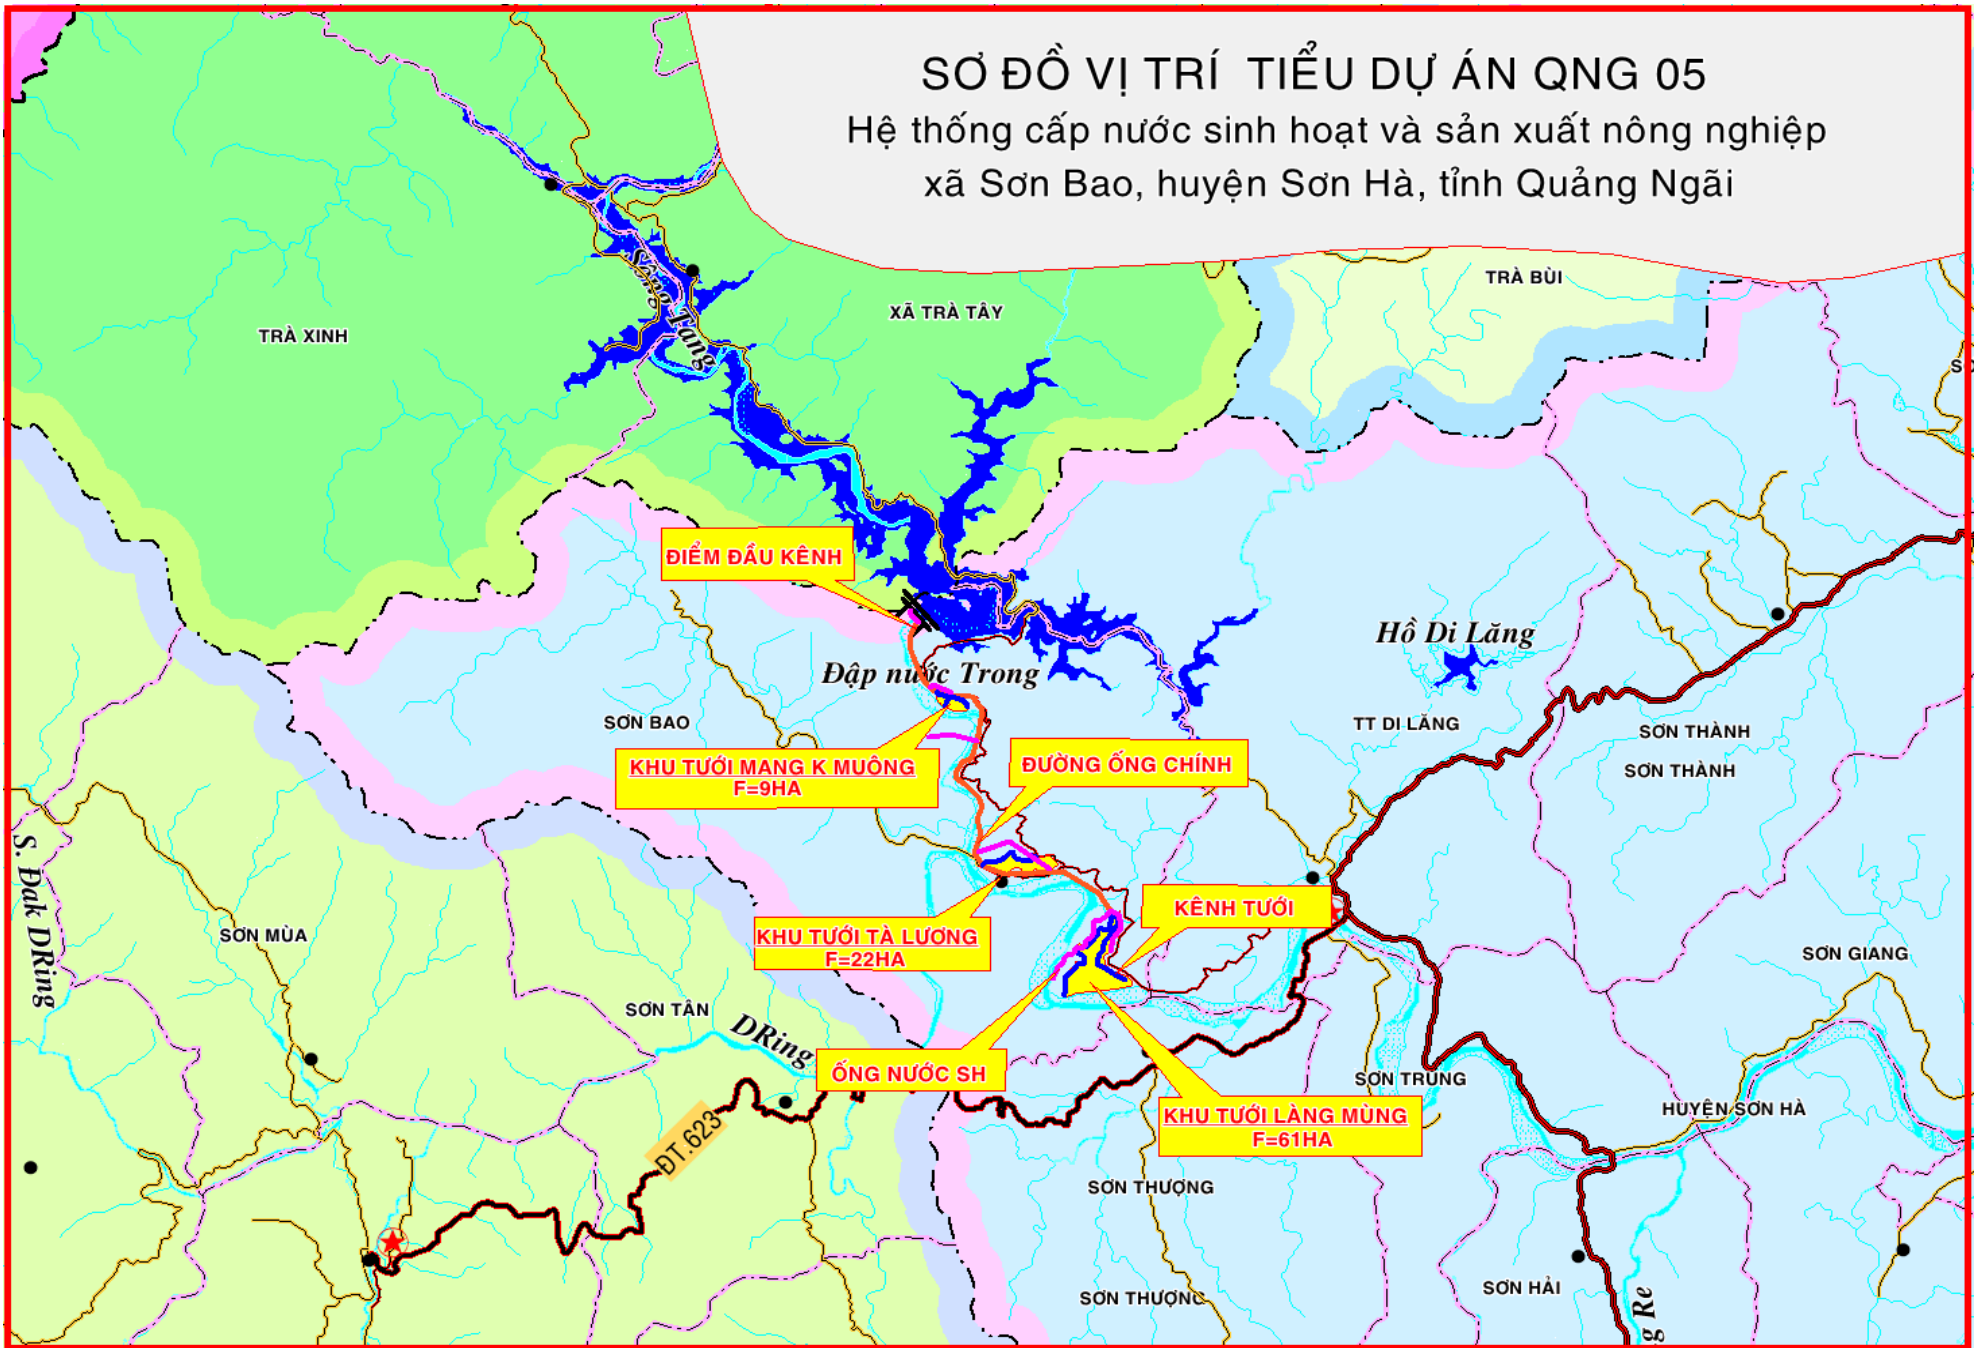 SƠ ĐỒ VỊ TRÍ TIỂU DỰ ÁN QNG 05
Hệ thống cấp nước sinh hoạt và sản xuất nông nghiệp
xã Sơn Bao, huyện Sơn Hà, tỉnh Quảng Ngãi
TRÀ BÙI
XÃ TRÀ TÂY
TRÀ XINH
Sông Tang
ĐIỂM ĐẦU KÊNH
Hồ Di Lăng
Đập nước Trong
SƠN BAO
TT DI LĂNG
SƠN THÀNH
SƠN THÀNH
KHU TƯỚI MANG K MUÔNG
F=9HA
ĐƯỜNG ỐNG CHÍNH
S. Đak DRing
KÊNH TƯỚI
SƠN MÙA
KHU TƯỚI TÀ LƯƠNG
F=22HA
SƠN GIANG
SƠN TÂN
DRing
ỐNG NƯỚC SH
SƠN TRUNG
HUYỆN SƠN HÀ
KHU TƯỚI LÀNG MÙNG
F=61HA
ĐT.623
SƠN THƯỢNG
SƠN THƯỢNG
SƠN HẢI
g Re